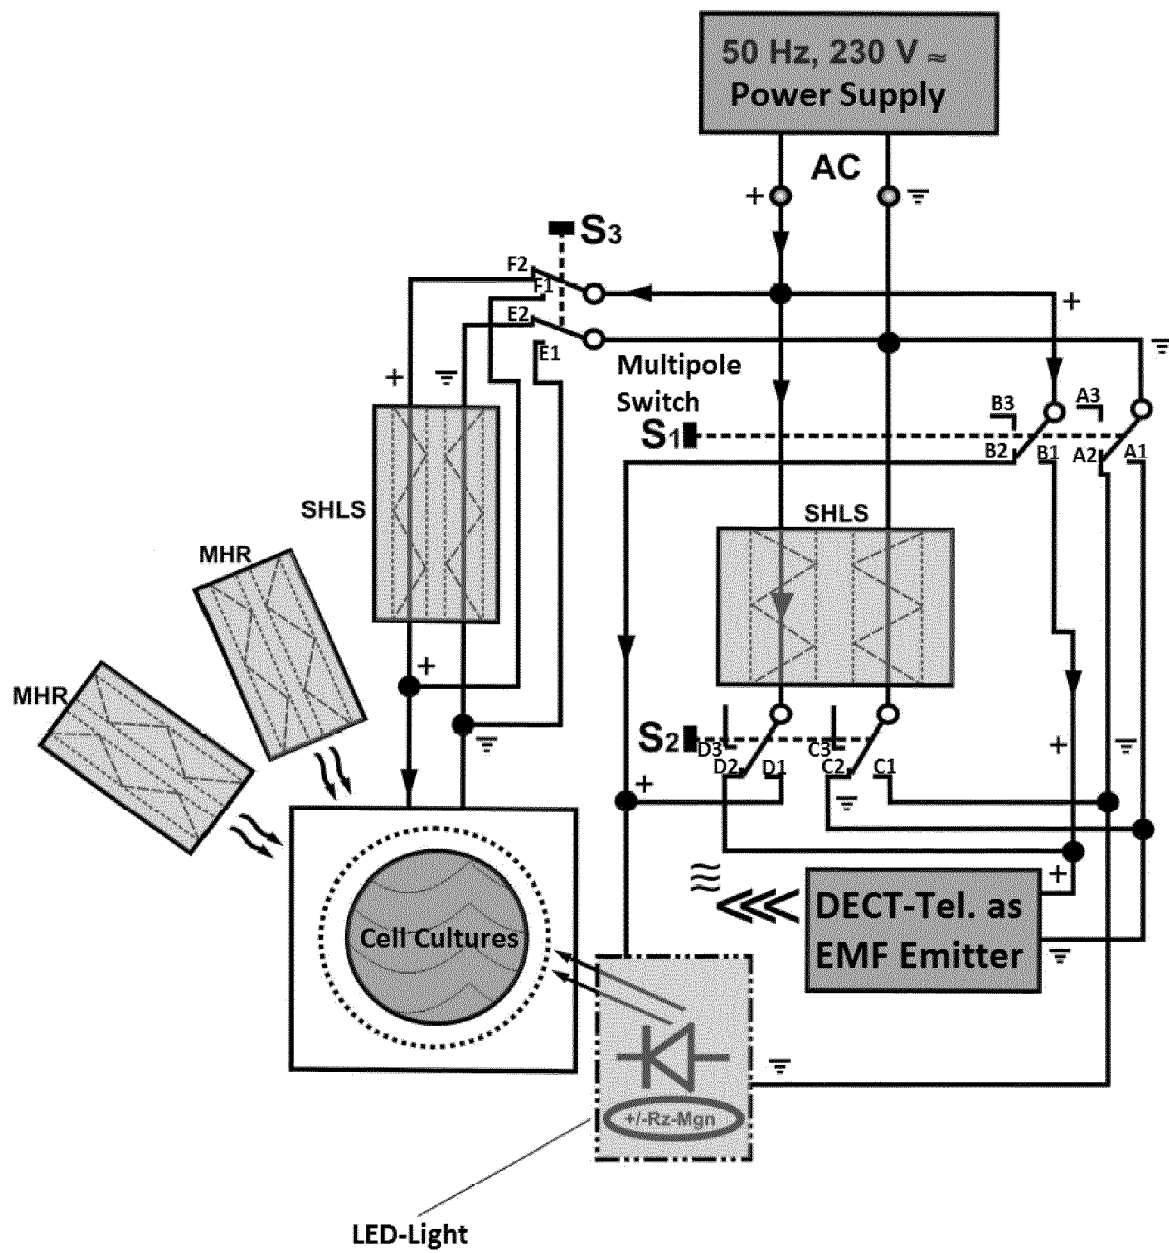 50 Hz, 230 V ≈
Power Supply
AC
+
S3
F2
F1
E2
E1
+
Multipole
Switch
S1
B3
A3
B2
B1
A2
A1
+
SHLS
SHLS
MHR
MHR
+
S2
D3
D2
D1
C3
C2
C1
+
+
+
DECT-Tel. as
EMF Emitter
Cell Cultures
+/-Rz-Mgn
LED-Light